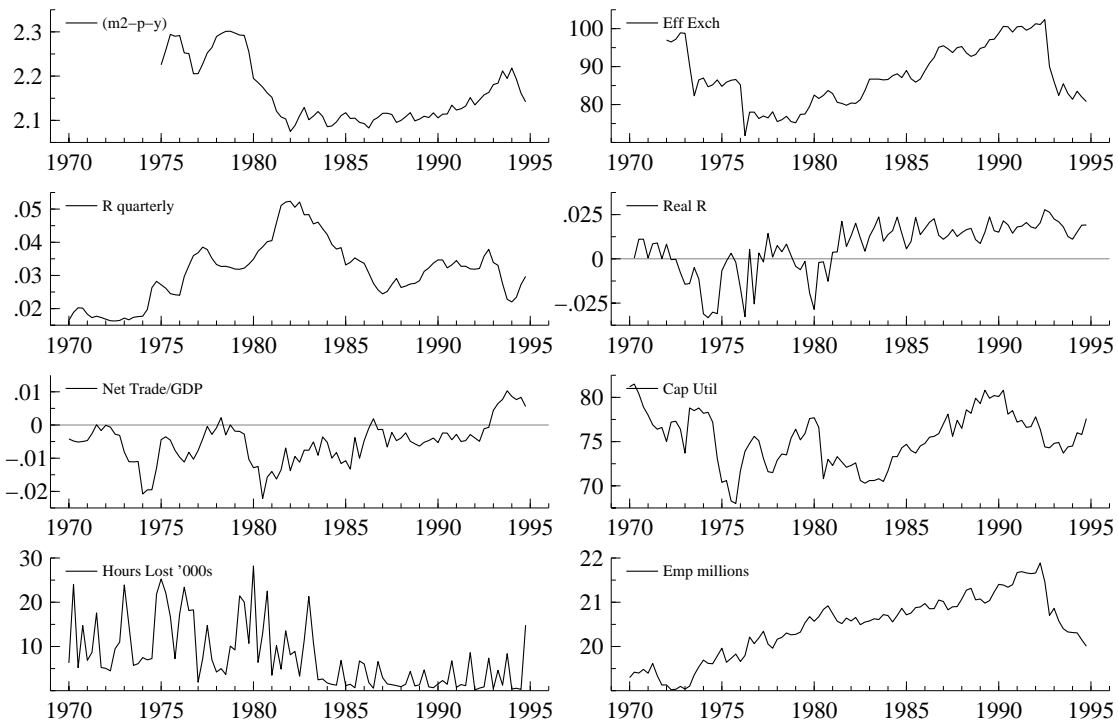 (m2−p−y)
2.3
2.2
2.1
1970 1975 1980 1985 1990 1995
Eff Exch
100
90
80
1970 1975 1980 1985 1990 1995
R quarterly
.05
.04
.03
.02
1970 1975 1980 1985 1990 1995
Real R
.025
0
−.025
1970 1975 1980 1985 1990 1995
Net Trade/GDP
.01
0
−.01
−.02
1970 1975 1980 1985 1990 1995
Cap Util
80
75
70
1970 1975 1980 1985 1990 1995
Hours Lost ’000s
30
20
10
1970 1975 1980 1985 1990 1995
Emp millions
22
21
20
1970 1975 1980 1985 1990 1995